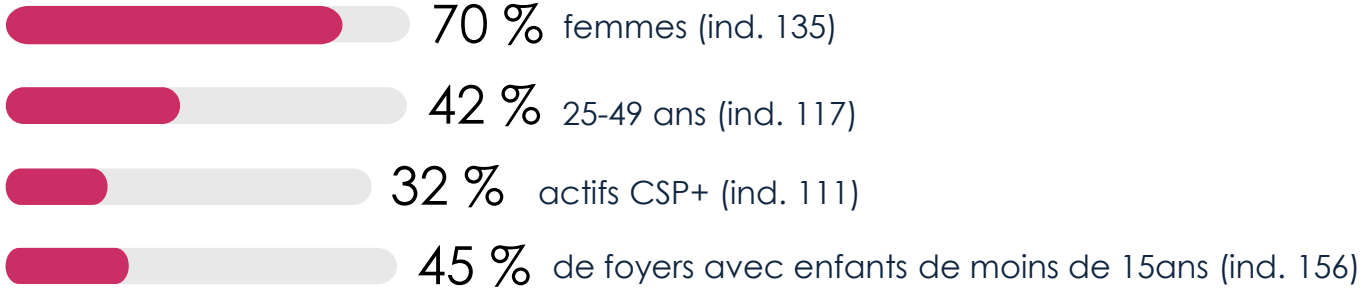 70 % femmes (ind. 135)
42 % 25-49 ans (ind. 117)
32 % actifs CSP+ (ind. 111)
45 % de foyers avec enfants de moins de 15ans (ind. 156)